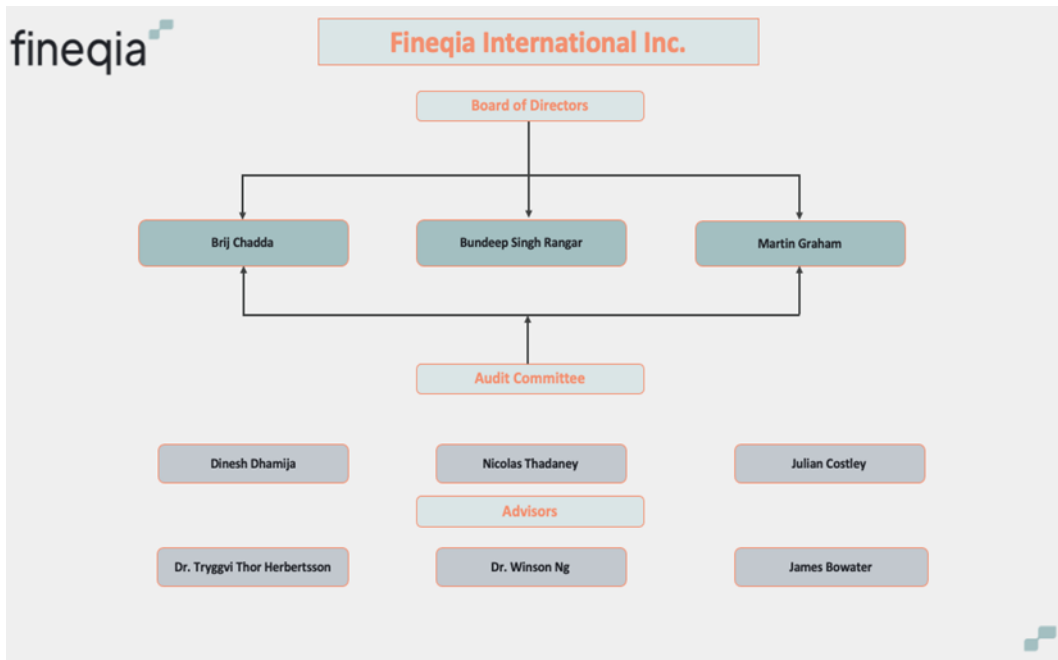 fineqia
Fineqia International Inc.
Board of Directors
Brij Chadda
Bundeep Singh Rangar
Martin Graham
Audit Committee
Dinesh Dhamija
Nicolas Thadaney
Julian Costley
Advisors
Dr. Tryggvi Thor Herbertsson
Dr. Winson Ng
James Bowater